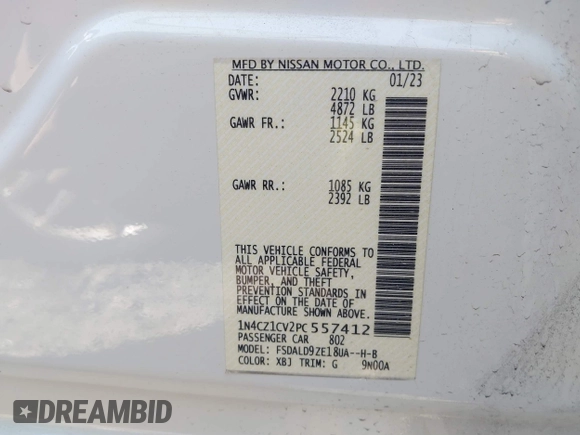 MFD BY NISSAN MOTOR CO., LTD.
DATE: 01/23
GVWR: 2210 KG
4872 LB
GAWR FR.: 1145 KG
2524 LB
GAWR RR.: 1085 KG
2392 LB
THIS VEHICLE CONFORMS TO
ALL APPLICABLE FEDERAL
MOTOR VEHICLE SAFETY,
BUMPER, AND THEFT
PREVENTION STANDARDS IN
EFFECT ON THE DATE OF
MANUFACTURE SHOWN ABOVE.
1N4CZ1CV2PC557412
PASSENGER CAR 802
MODEL: FSDALD9ZE18UA--H-B
COLOR: XBJ TRIM: G 9N00A
DREAMBID